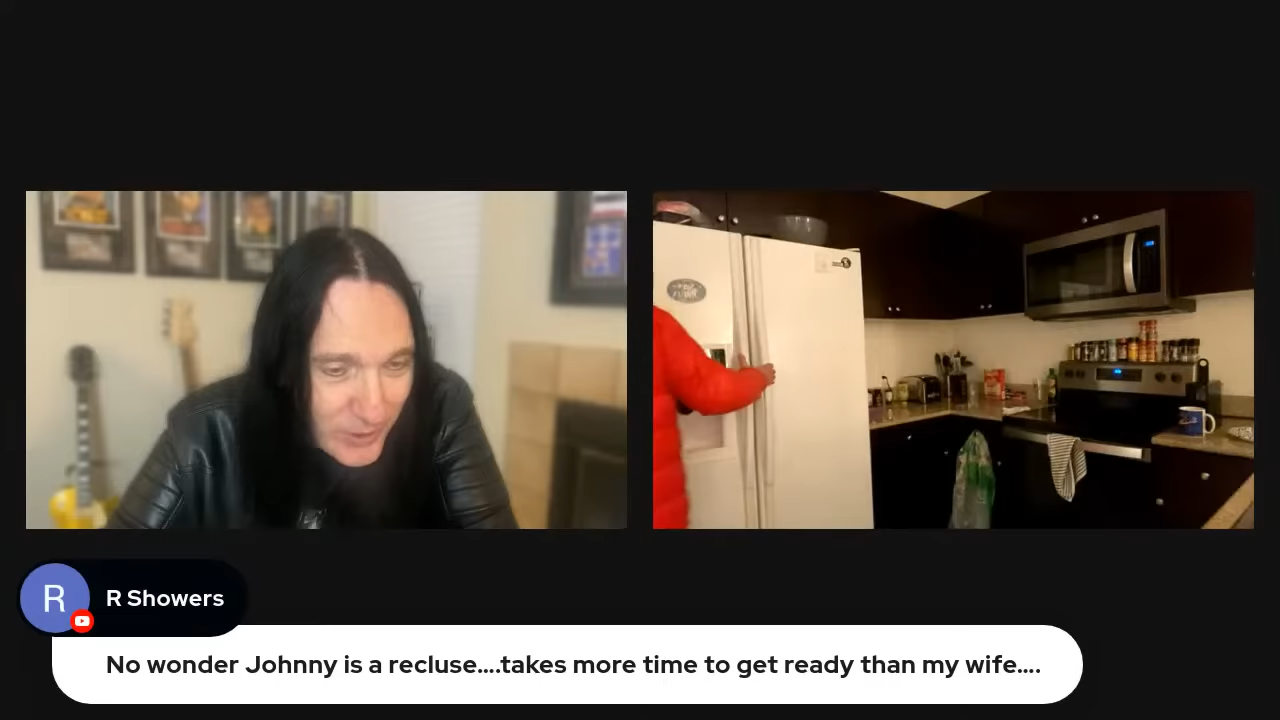 R
R Showers
No wonder Johnny is a recluse....takes more time to get ready than my wife....